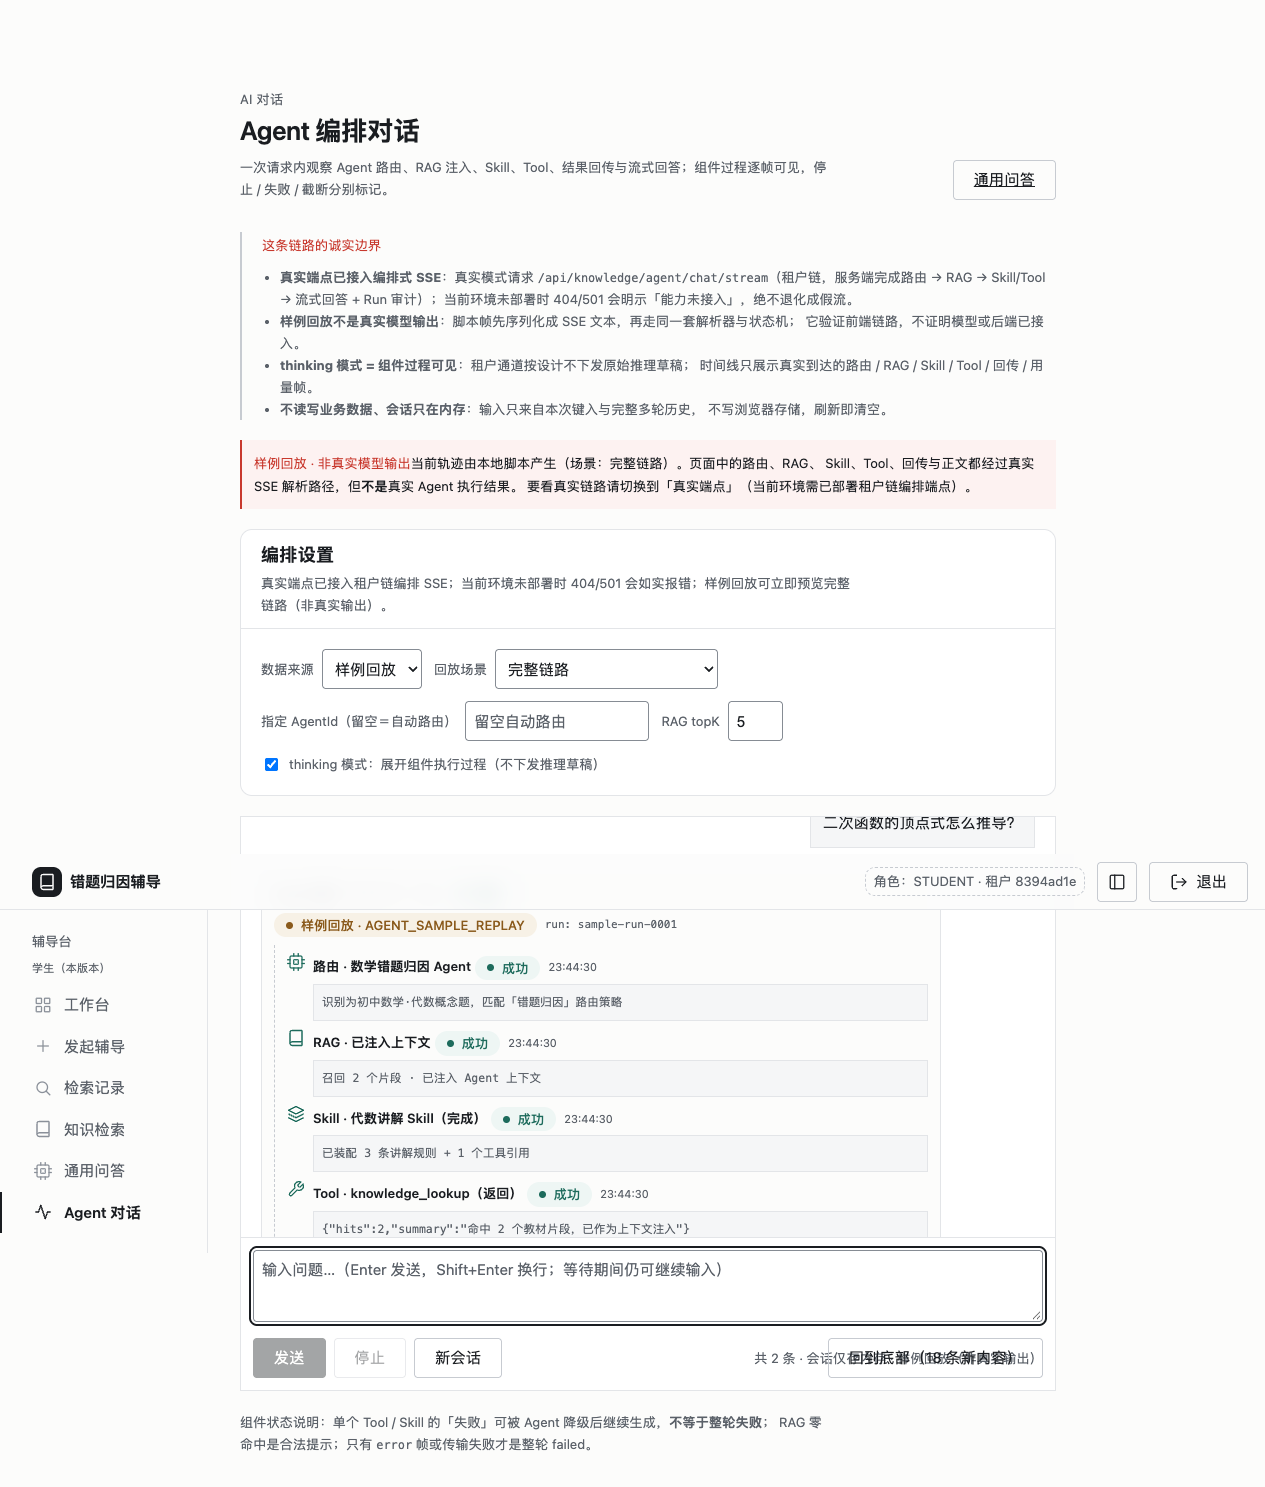 AI 对话
Agent 编排对话
一次请求内观察 Agent 路由、RAG 注入、Skill、Tool、结果回传与流式回答；组件过程逐帧可见，停
止 / 失败 / 截断分别标记。
通用问答
这条链路的诚实边界
真实端点已接入编排式 SSE：真实模式请求 /api/knowledge/agent/chat/stream（租户链，服务端完成路由 → RAG → Skill/Tool
→ 流式回答 + Run 审计）；当前环境未部署时 404/501 会明示「能力未接入」，绝不退化成假流。
样例回放不是真实模型输出：脚本帧先序列化成 SSE 文本，再走同一套解析器与状态机； 它验证前端链路，不证明模型或后端已接
入。
thinking 模式 = 组件过程可见：租户通道按设计不下发原始推理草稿； 时间线只展示真实到达的路由 / RAG / Skill / Tool / 回传 / 用
量帧。
不读写业务数据、会话只在内存：输入只来自本次键入与完整多轮历史， 不写浏览器存储，刷新即清空。
样例回放 · 非真实模型输出当前轨迹由本地脚本产生（场景：完整链路）。页面中的路由、RAG、 Skill、Tool、回传与正文都经过真实
SSE 解析路径，但不是真实 Agent 执行结果。 要看真实链路请切换到「真实端点」（当前环境需已部署租户链编排端点）。
编排设置
真实端点已接入租户链编排 SSE；当前环境未部署时 404/501 会如实报错；样例回放可立即预览完整
链路（非真实输出）。
数据来源 样例回放 回放场景 完整链路
指定 AgentId（留空＝自动路由） 留空自动路由 RAG topK 5
thinking 模式：展开组件执行过程（不下发推理草稿）
二次函数的顶点式怎么推导?
错题归因辅导
角色：STUDENT · 租户 8394ad1e
退出
辅导台
学生（本版本）
工作台
发起辅导
检索记录
知识检索
通用问答
Agent 对话
样例回放 · AGENT_SAMPLE_REPLAY run: sample-run-0001
路由 · 数学错题归因 Agent 成功 23:44:30
识别为初中数学·代数概念题，匹配「错题归因」路由策略
RAG · 已注入上下文 成功 23:44:30
召回 2 个片段 · 已注入 Agent 上下文
Skill · 代数讲解 Skill（完成） 成功 23:44:30
已装配 3 条讲解规则 + 1 个工具引用
Tool · knowledge_lookup（返回） 成功 23:44:30
{"hits":2,"summary":"命中 2 个教材片段，已作为上下文注入"}
输入问题...（Enter 发送，Shift+Enter 换行；等待期间仍可继续输入）
发送 停止 新会话
共 2 条 · 会话仅
回到底部（18 条新内容）
输出）
组件状态说明：单个 Tool / Skill 的「失败」可被 Agent 降级后继续生成，不等于整轮失败； RAG 零
命中是合法提示；只有 error 帧或传输失败才是整轮 failed。